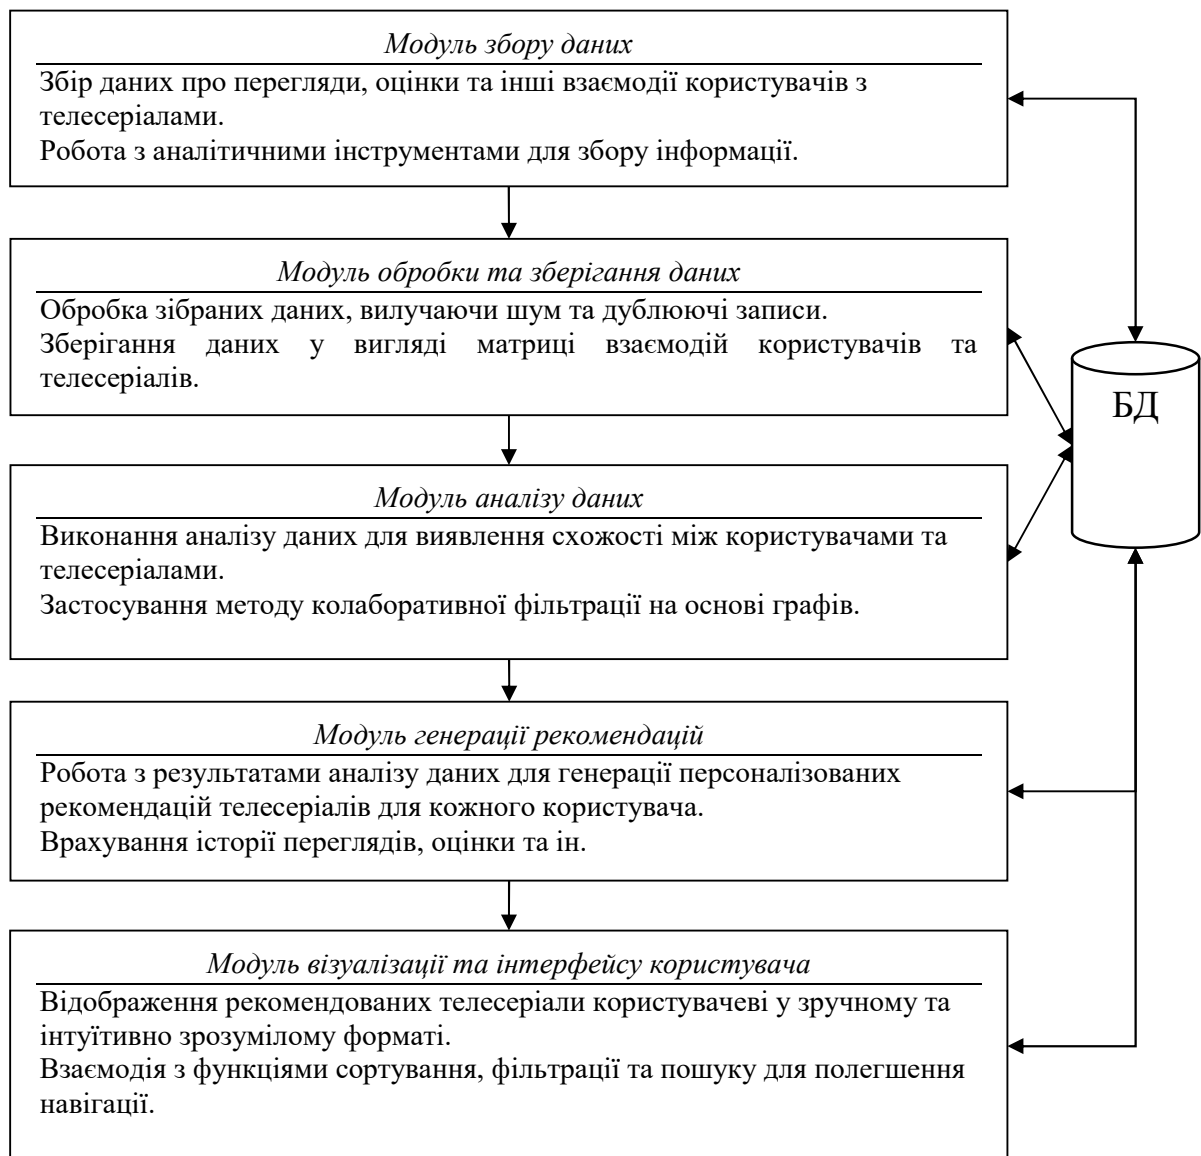 Модуль збору даних
Збір даних про перегляди, оцінки та інші взаємодії користувачів з
телесеріалами.
Робота з аналітичними інструментами для збору інформації.
Модуль обробки та зберігання даних
Обробка зібраних даних, вилучаючи шум та дублюючі записи.
Зберігання даних у вигляді матриці взаємодій користувачів та
телесеріалів.
БД
Модуль аналізу даних
Виконання аналізу даних для виявлення схожості між користувачами та
телесеріалами.
Застосування методу колаборативної фільтрації на основі графів.
Модуль генерації рекомендацій
Робота з результатами аналізу даних для генерації персоналізованих
рекомендацій телесеріалів для кожного користувача.
Врахування історії переглядів, оцінки та ін.
Модуль візуалізації та інтерфейсу користувача
Відображення рекомендованих телесеріали користувачеві у зручному та
інтуїтивно зрозумілому форматі.
Взаємодія з функціями сортування, фільтрації та пошуку для полегшення
навігації.